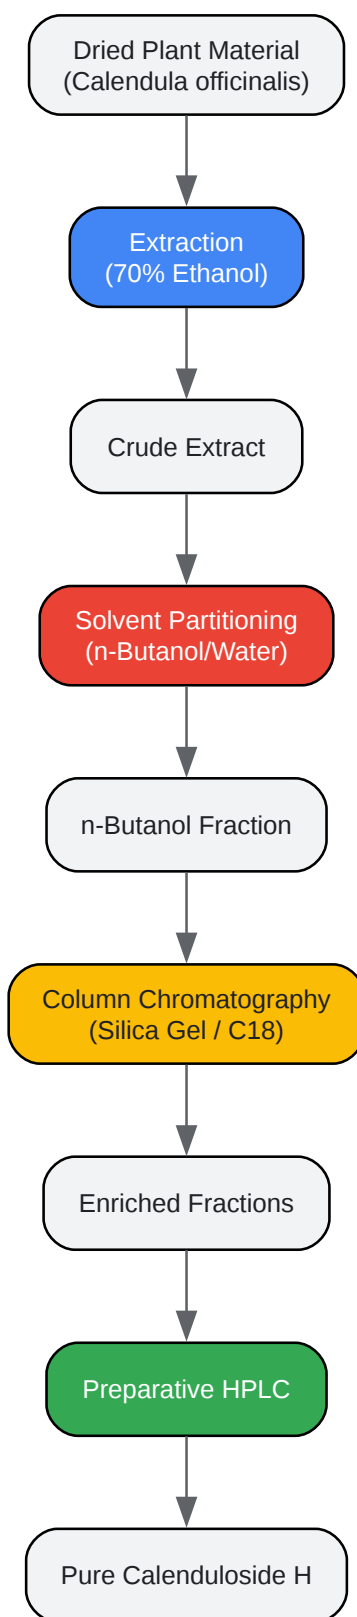 Dried Plant Material
(Calendula officinalis)
Extraction
(70% Ethanol)
Crude Extract
Solvent Partitioning
(n-Butanol/Water)
n-Butanol Fraction
Column Chromatography
(Silica Gel / C18)
Enriched Fractions
Preparative HPLC
Pure Calenduloside H